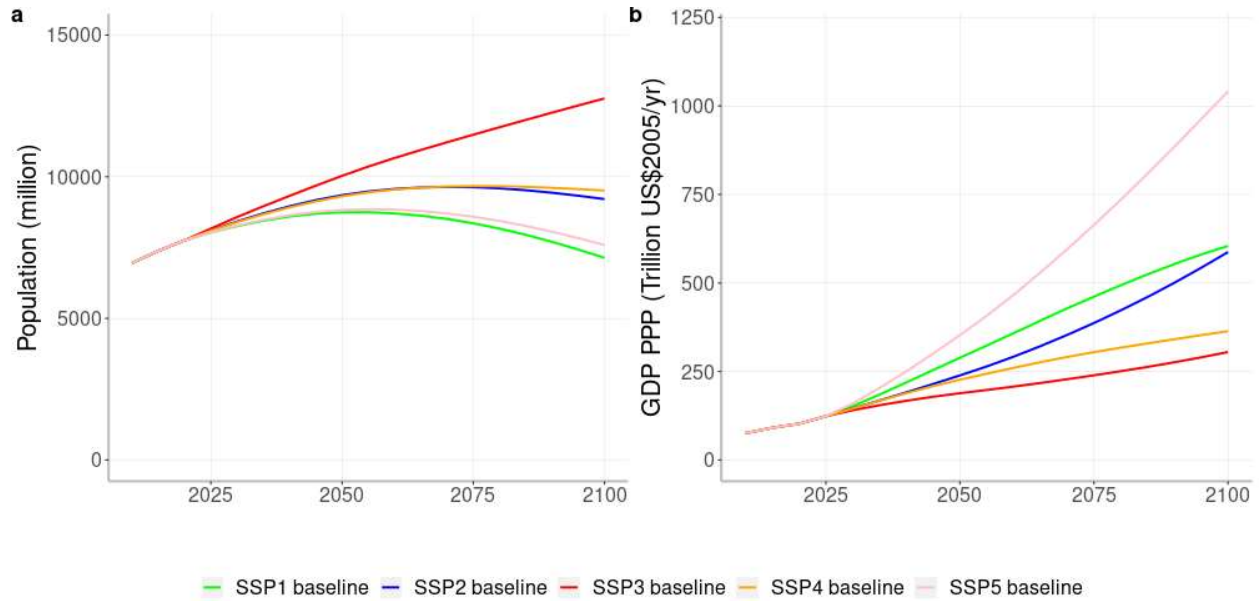 a
Population (million)
15000
10000
5000
0
2025 2050 2075 2100
b
GDP PPP (Trillion US$2005/yr)
1250
1000
750
500
250
0
2025 2050 2075 2100
SSP1 baseline SSP2 baseline SSP3 baseline SSP4 baseline SSP5 baseline